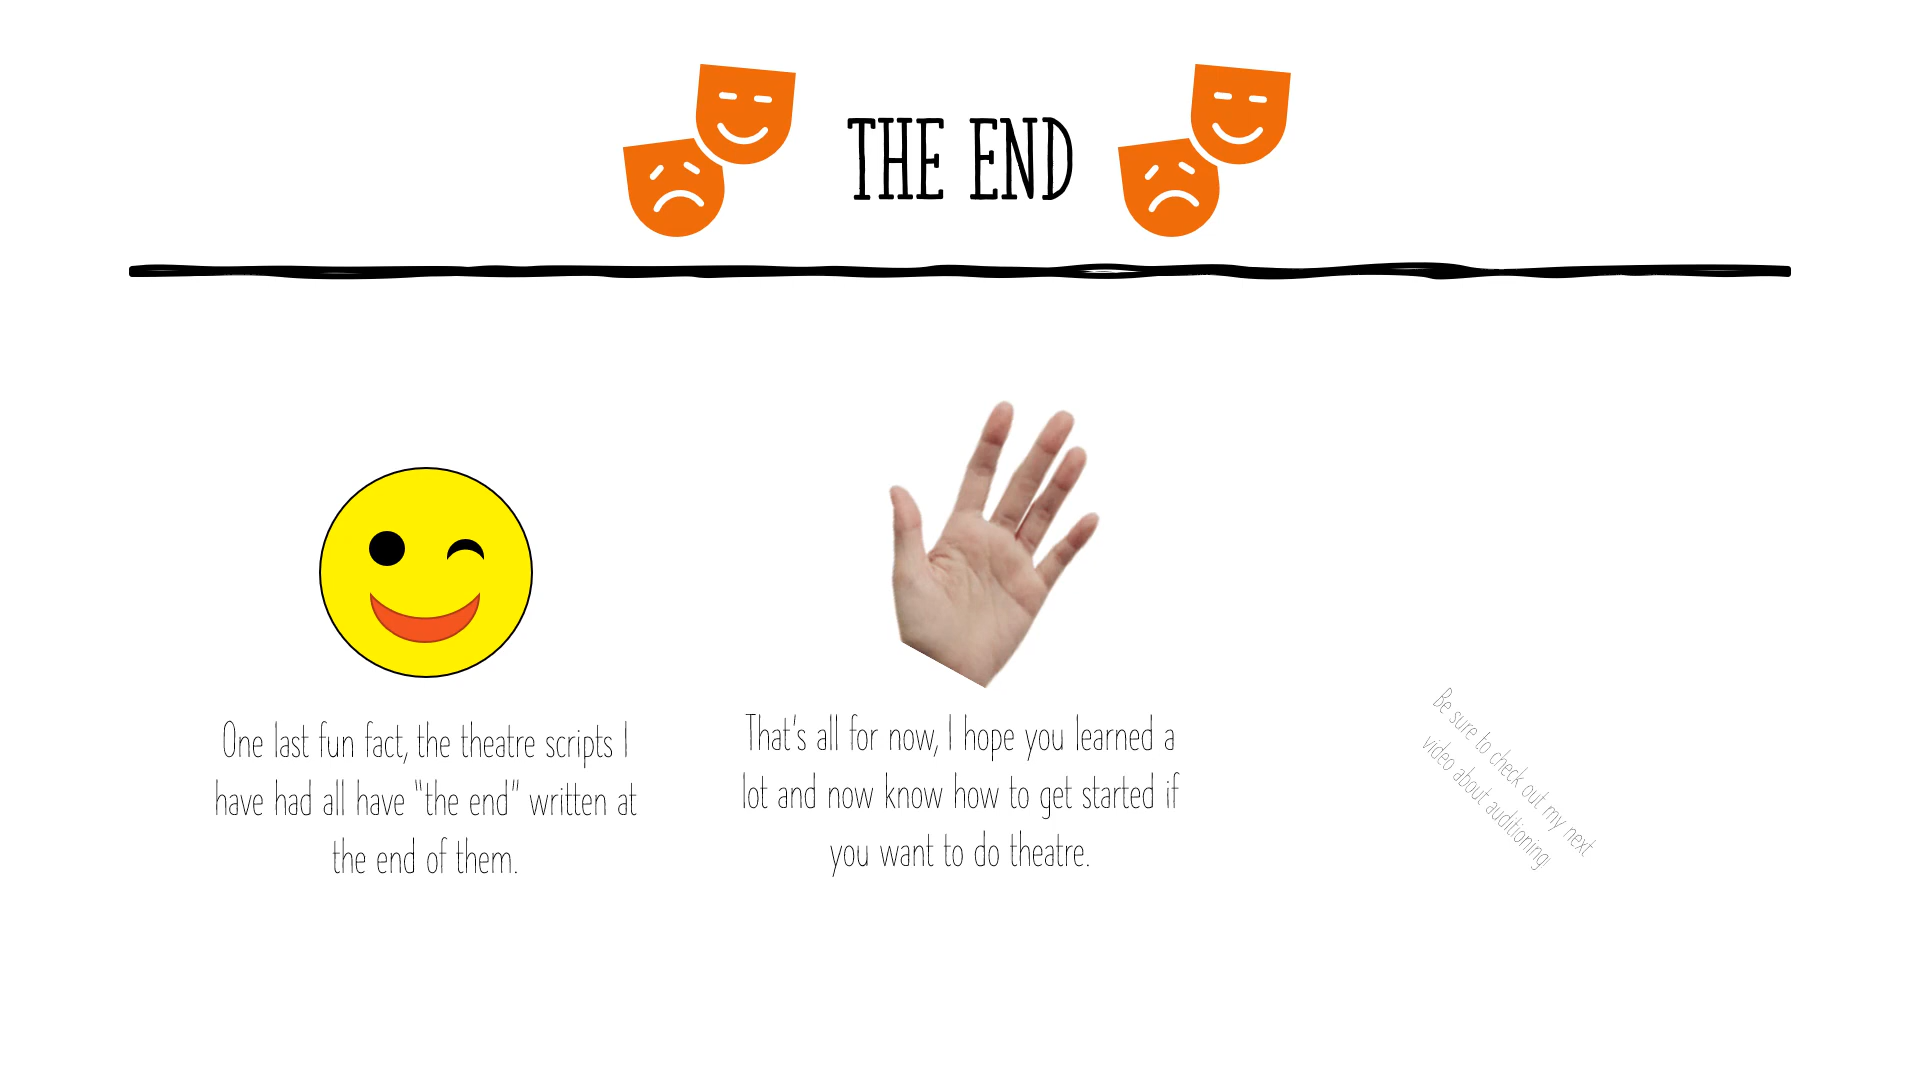 THE END
One last fun fact, the theatre scripts I
have had all have “the end” written at
the end of them.
That’s all for now, I hope you learned a
lot and now know how to get started if
you want to do theatre.
Be sure to check out my next
video about auditioning!